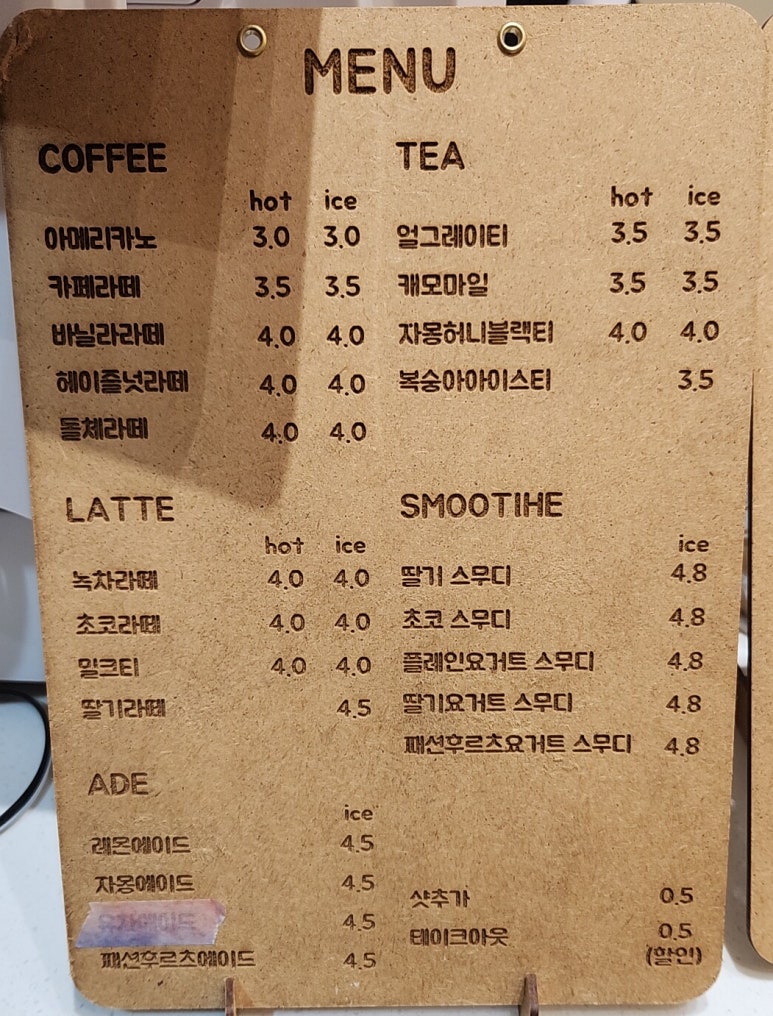 MENU
COFFEE
hot ice
아메리카노 3.0 3.0
카페라떼 3.5 3.5
바닐라라떼 4.0 4.0
헤이즐넛라떼 4.0 4.0
돌체라떼 4.0 4.0
TEA
hot ice
얼그레이티 3.5 3.5
캐모마일 3.5 3.5
자몽허니블랙티 4.0 4.0
복숭아아이스티 3.5
LATTE
hot ice
녹차라떼 4.0 4.0
초코라떼 4.0 4.0
밀크티 4.0 4.0
딸기라떼 4.5
SMOOTIHE
ice
딸기 스무디 4.8
초코 스무디 4.8
플레인요거트 스무디 4.8
딸기요거트 스무디 4.8
패션후르츠요거트 스무디 4.8
ADE
ice
레몬에이드 4.5
자몽에이드 4.5
유자에이드 4.5
패션후르츠에이드 4.5
샷추가 0.5
테이크아웃 0.5
(할인)